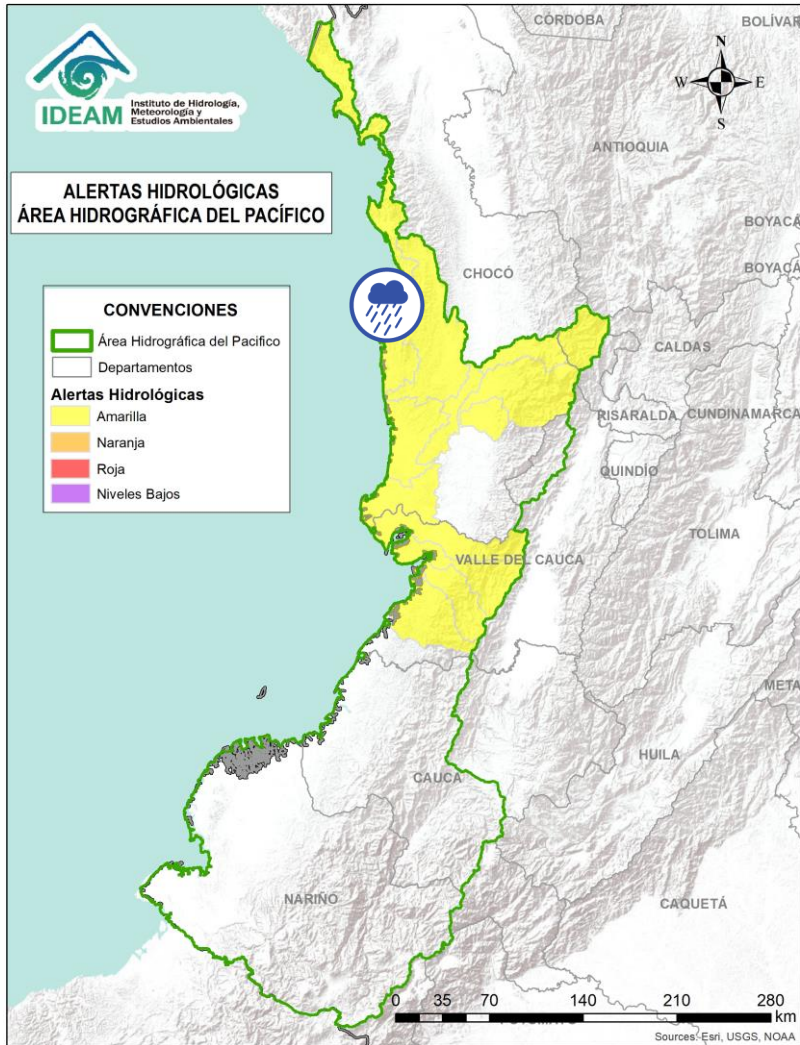 CÓRDOBA
BOLÍVAR
IDEAM
Instituto de Hidrología,
Meteorología y
Estudios Ambientales
N
W
E
S
ANTIOQUIA
ALERTAS HIDROLÓGICAS
ÁREA HIDROGRÁFICA DEL PACÍFICO
BOYACÁ
BOYACÁ
CHOCÓ
CONVENCIONES
Área Hidrográfica del Pacifico
Departamentos
Alertas Hidrológicas
Amarilla
Naranja
Roja
Niveles Bajos
CALDAS
RISARALDA
CUNDINAMARCA
QUINDÍO
TOLIMA
VALLE DEL CAUCA
META
HUILA
CAUCA
NARIÑO
CAQUETÁ
0 35 70 140 210 280
km
Sources: Esri, USGS, NOAA